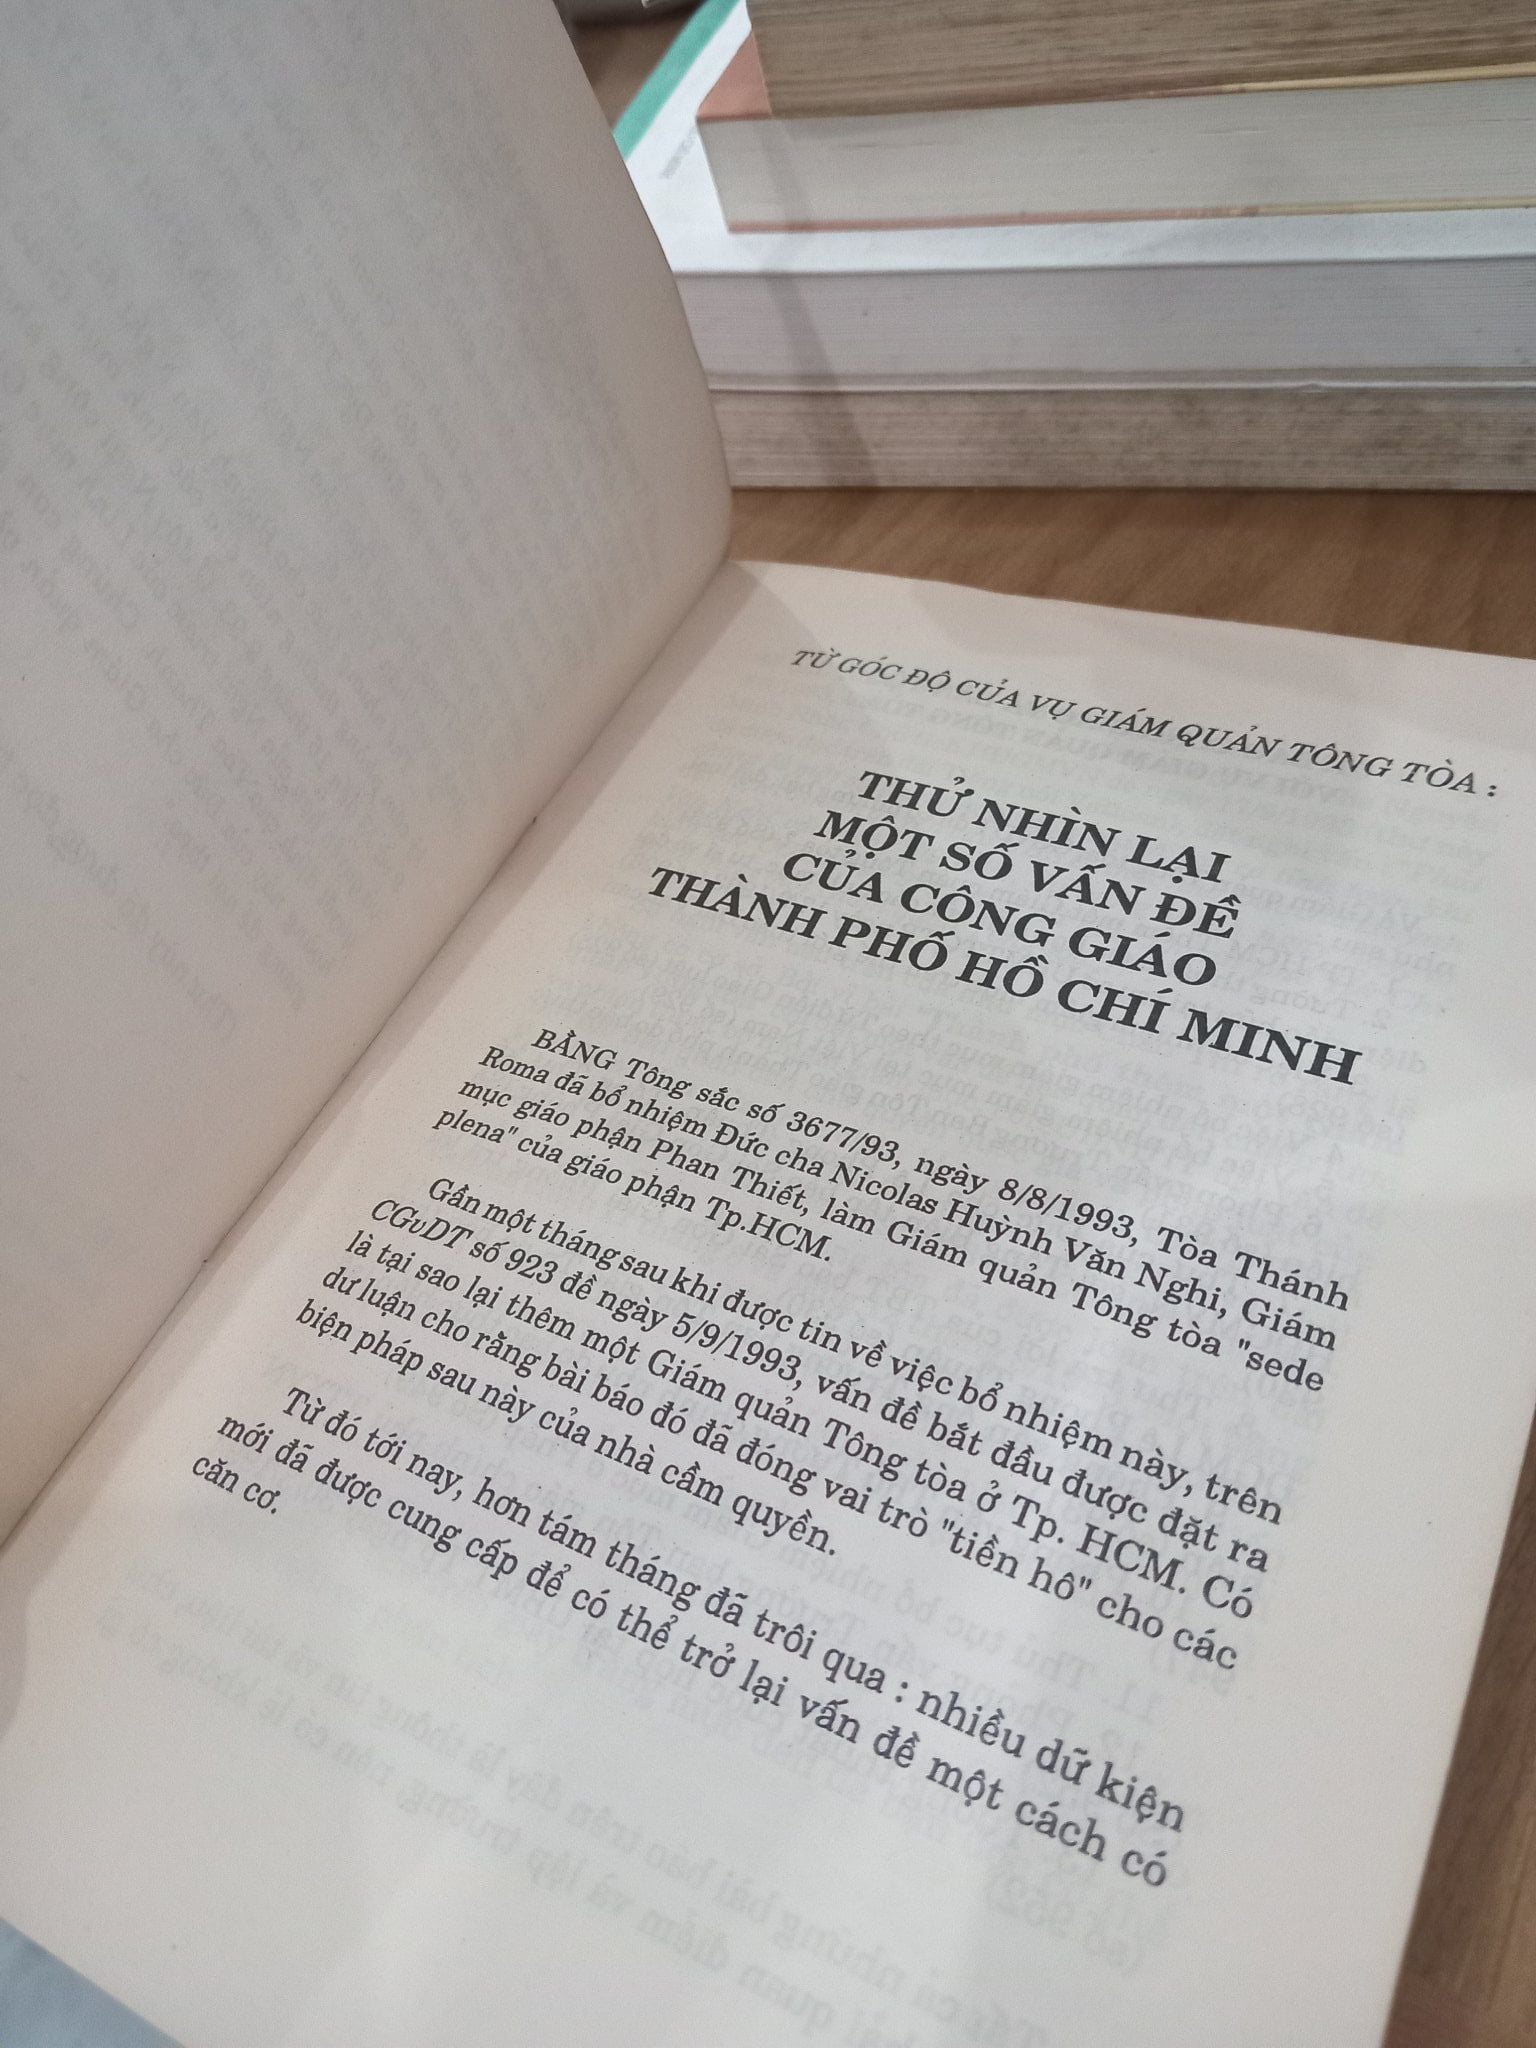 TỪ GÓC ĐỘ CỦA VỤ GIÁM QUẢN TÔNG TÒA :
THỬ NHÌN LẠI
MỘT SỐ VẤN ĐỀ
CỦA CÔNG GIÁO
THÀNH PHỐ HỒ CHÍ MINH
BẰNG Tông sắc số 3677/93, ngày 8/8/1993, Tòa Thánh
Roma đã bổ nhiệm Đức cha Nicolas Huỳnh Văn Nghi, Giám
mục giáo phận Phan Thiết, làm Giám quản Tông tòa "sede
plena" của giáo phận Tp.HCM.
Gần một tháng sau khi được tin về việc bổ nhiệm này, trên
CGvDT số 923 đề ngày 5/9/1993, vấn đề bắt đầu được đặt ra
là tại sao lại thêm một Giám quản Tông tòa ở Tp. HCM. Có
dư luận cho rằng bài báo đó đã đóng vai trò "tiền hô" cho các
biện pháp sau này của nhà cầm quyền.
Từ đó tới nay, hơn tám tháng đã trôi qua : nhiều dữ kiện
mới đã được cung cấp để có thể trở lại vấn đề một cách có
căn cơ.